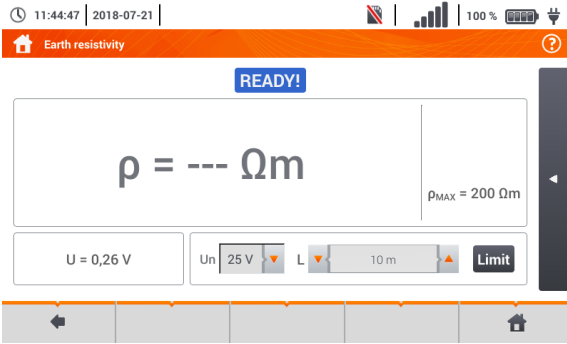 11:44:47 2018-07-21 100 %
Earth resistivity ?
READY!
ρ = --- Ωm
ρMAX = 200 Ωm
U = 0,26 V Un 25 V L 10 m Limit